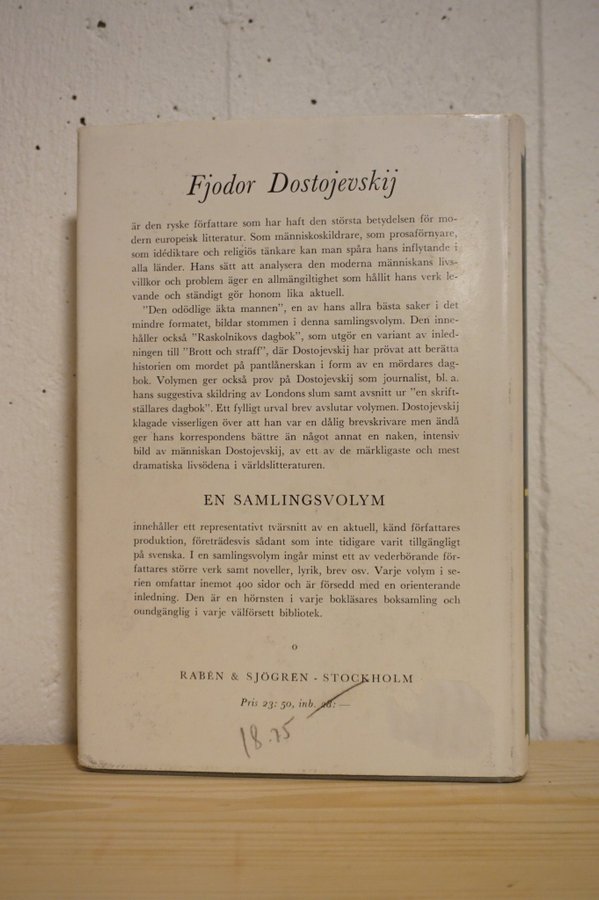 Fjodor Dostojevskij
är den ryske författare som har haft den största betydelsen för mo-
dern europeisk litteratur. Som människoskildrare, som prosaförnyare,
som idédiktare och religiös tänkare kan man spåra hans inflytande i
alla länder. Hans sätt att analysera den moderna människans livs-
villkor och problem äger en allmängiltighet som hållit hans verk le-
vande och ständigt gör honom lika aktuell.
"Den odödlige äkta mannen", en av hans allra bästa saker i det
mindre formatet, bildar stommen i denna samlingsvolym. Den inne-
håller också "Raskolnikovs dagbok", som utgör en variant av inled-
ningen till "Brott och straff", där Dostojevskij har prövat att berätta
historien om mordet på pantlånerskan i form av en mördares dag-
bok. Volymen ger också prov på Dostojevskij som journalist, bl. a.
hans suggestiva skildring av Londons slum samt avsnitt ur "en skrift-
ställares dagbok". Ett fylligt urval brev avslutar volymen. Dostojevskij
klagade visserligen över att han var en dålig brevskrivare men ändå
ger hans korrespondens bättre än något annat en naken, intensiv
bild av människan Dostojevskij, av ett av de märkligaste och mest
dramatiska livsödena i världslitteraturen.
EN SAMLINGSVOLYM
innehåller ett representativt tvärsnitt av en aktuell, känd författares
produktion, företrädesvis sådant som inte tidigare varit tillgängligt
på svenska. I en samlingsvolym ingår minst ett av vederbörande för-
fattares större verk samt noveller, lyrik, brev osv. Varje volym i se-
rien omfattar inemot 400 sidor och är försedd med en orienterande
inledning. Den är en hörnsten i varje bokläsares boksamling och
oundgänglig i varje välförsett bibliotek.
o
RABÉN & SJÖGREN - STOCKHOLM
Pris 23: 50, inb. 28: —
18.75